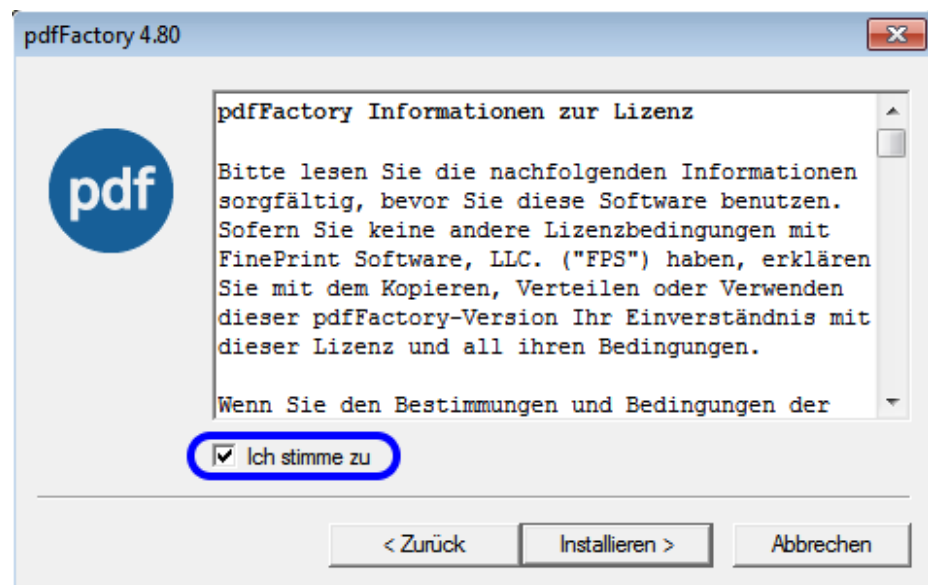 pdfFactory 4.80
pdfFactory Informationen zur Lizenz
Bitte lesen Sie die nachfolgenden Informationen
sorgfältig, bevor Sie diese Software benutzen.
Sofern Sie keine andere Lizenzbedingungen mit
FinePrint Software, LLC. ("FPS") haben, erklären
Sie mit dem Kopieren, Verteilen oder Verwenden
dieser pdfFactory-Version Ihr Einverständnis mit
dieser Lizenz und all ihren Bedingungen.
Wenn Sie den Bestimmungen und Bedingungen der
pdf
Ich stimme zu
< Zurück
Installieren >
Abbrechen